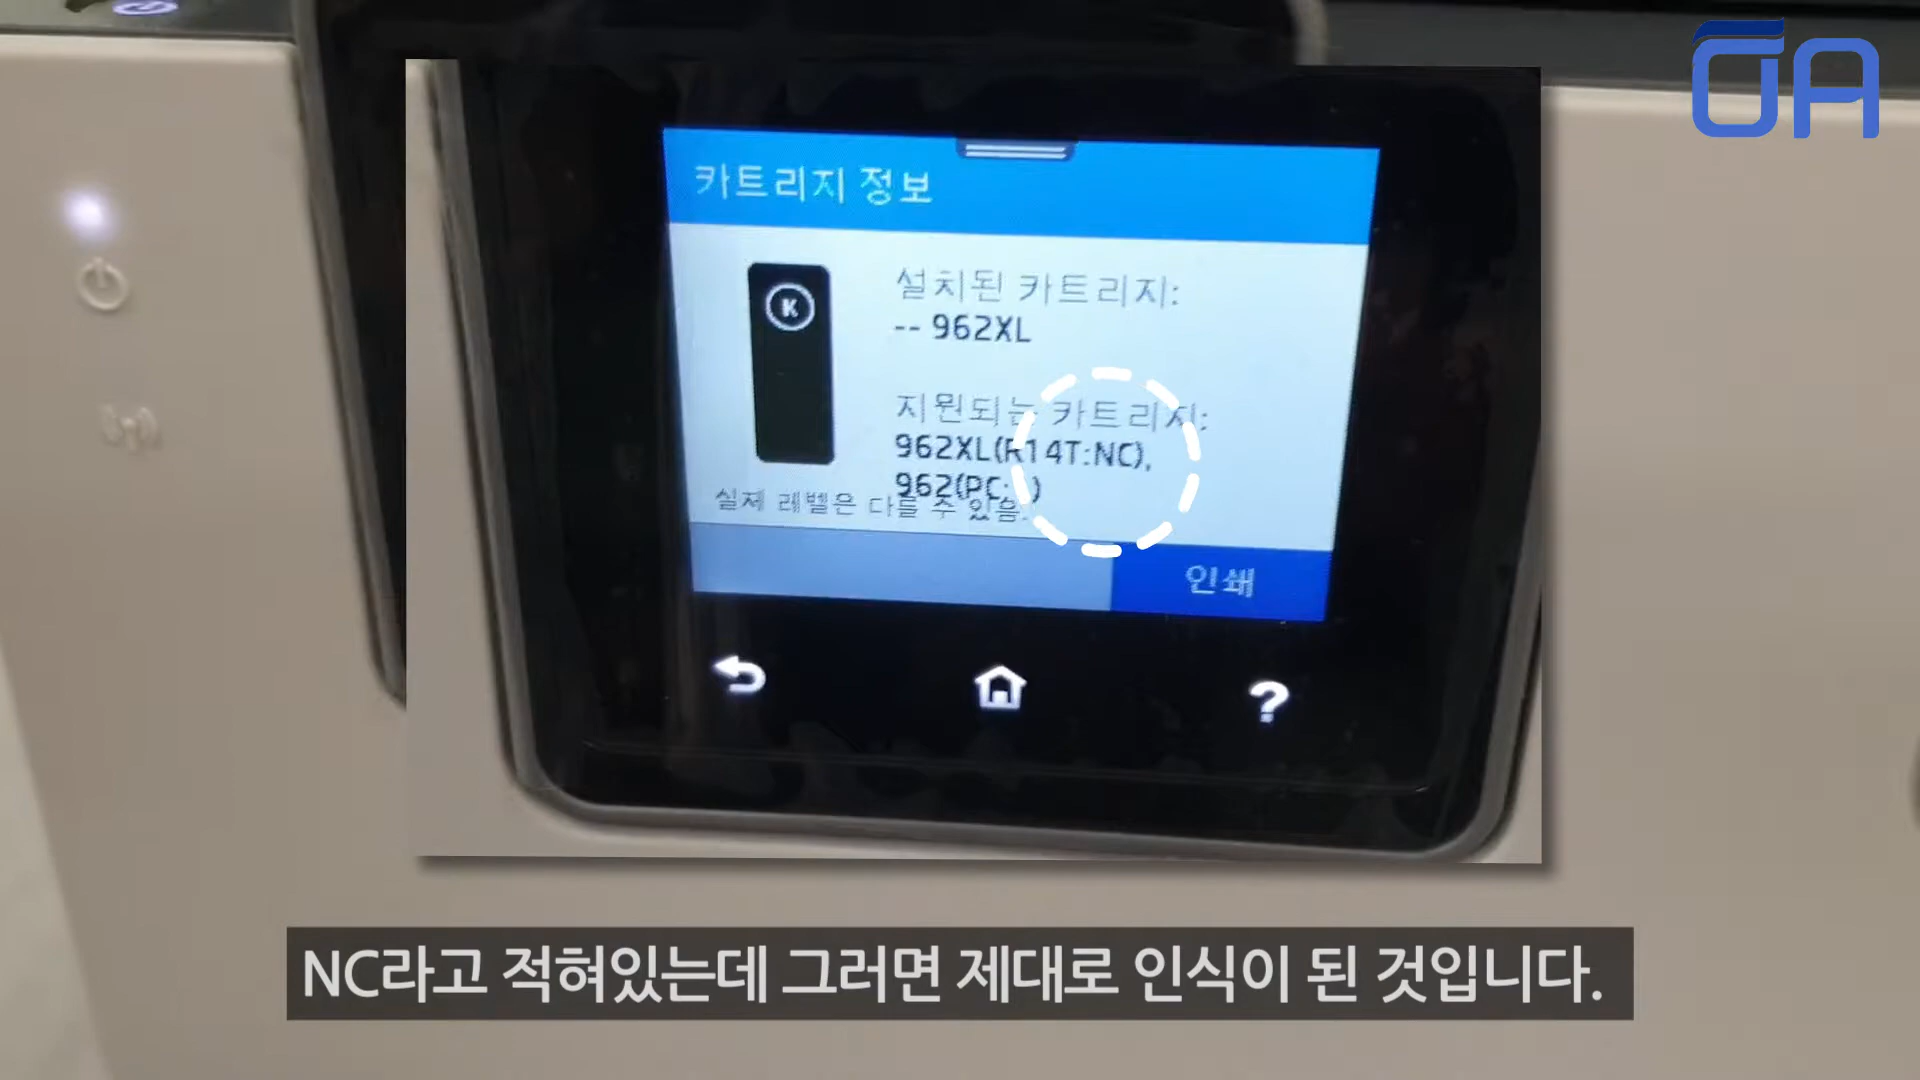 GA
카트리지 정보
K
설치된 카트리지:
-- 962XL
지원되는 카트리지:
962XL(R14T:NC),
962(PC: )
실제 레벨은 다를 수 있음.
인쇄
?
NC라고 적혀있는데 그러면 제대로 인식이 된 것입니다.